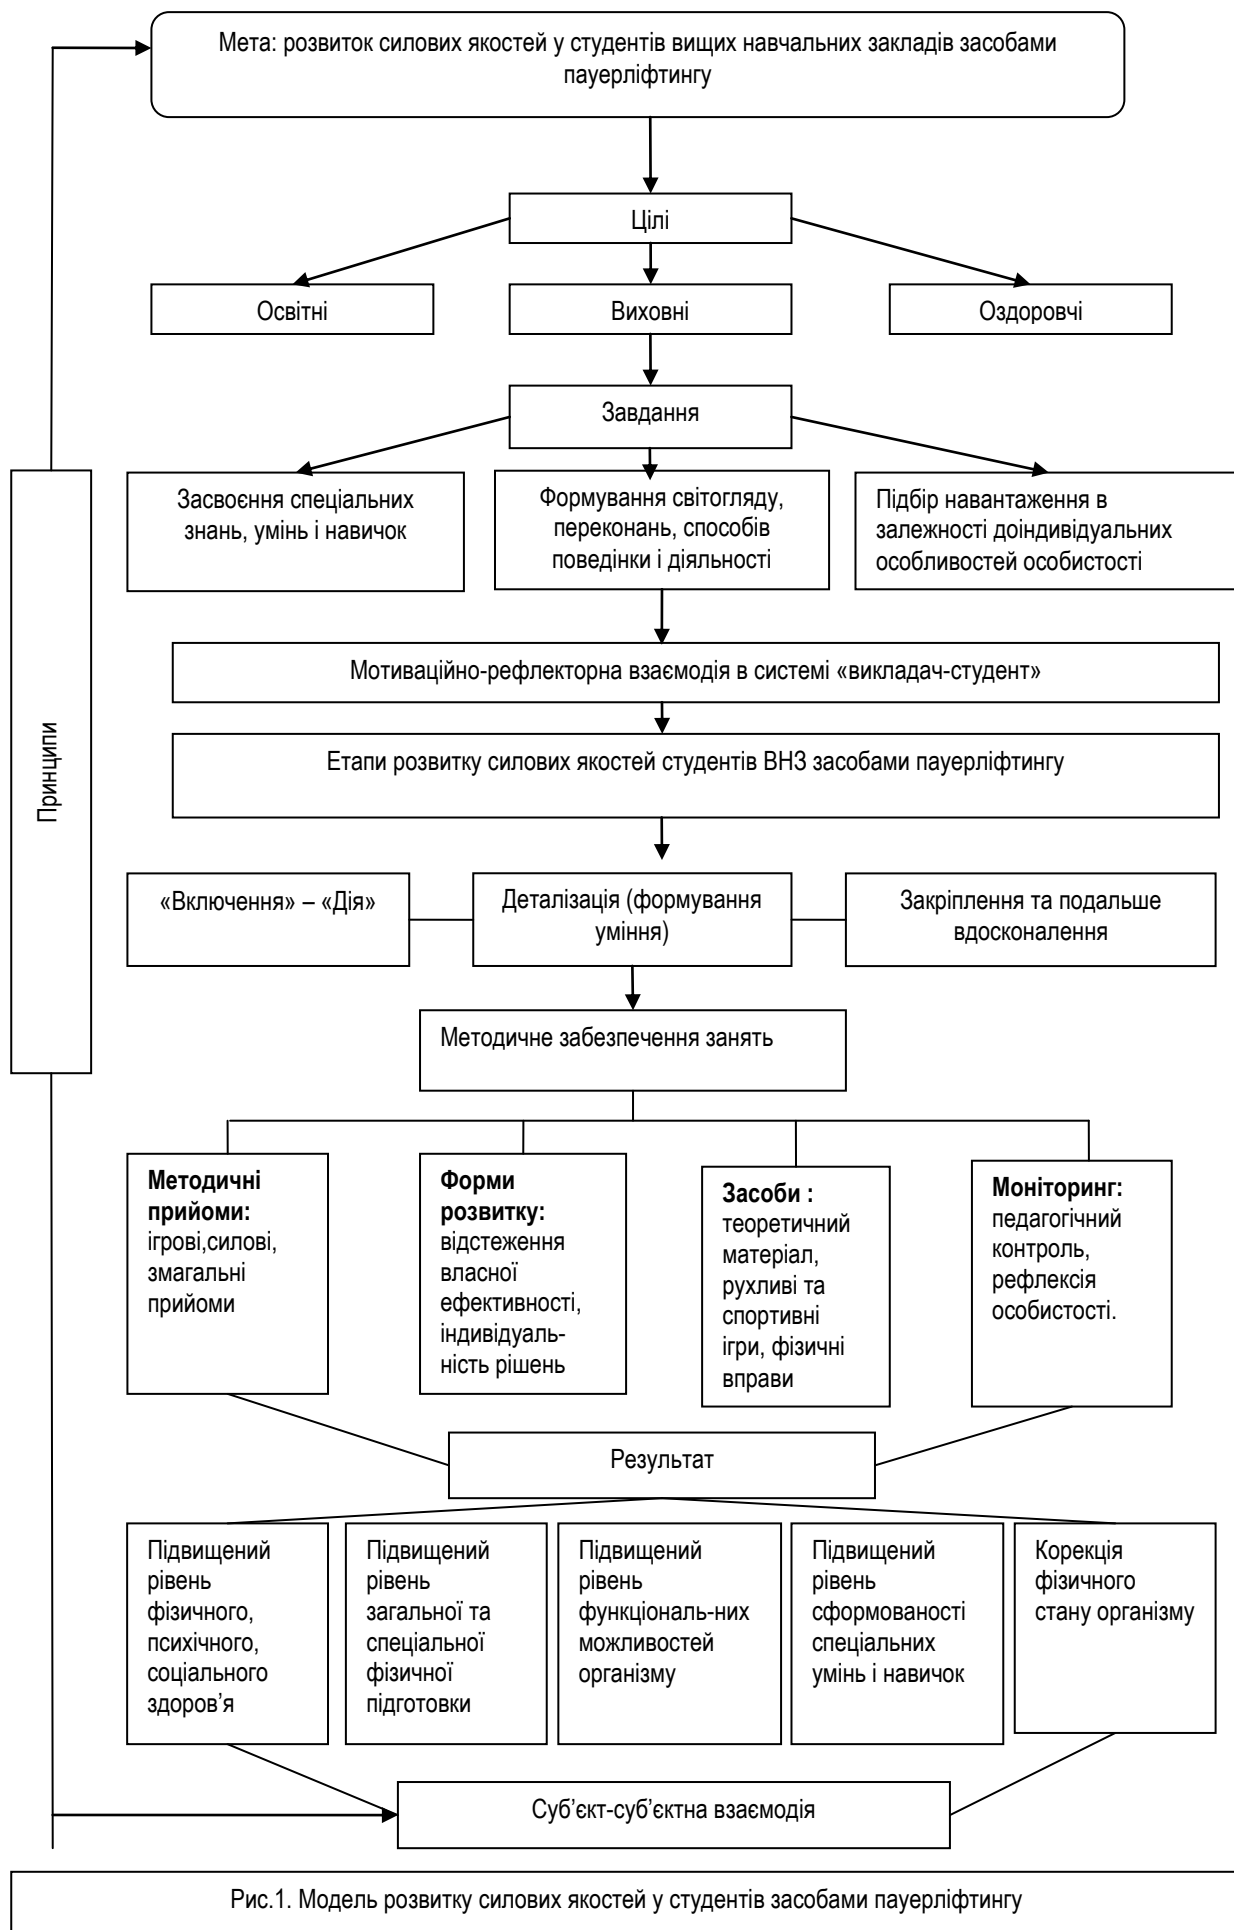 Мета: розвиток силових якостей у студентів вищих навчальних закладів засобами
пауерліфтингу
Цілі
Освітні
Виховні
Оздоровчі
Завдання
Засвоєння спеціальних
знань, умінь і навичок
Формування світогляду,
переконань, способів
поведінки і діяльності
Підбір навантаження в
залежності доіндивідуальних
особливостей особистості
Принципи
Мотиваційно-рефлекторна взаємодія в системі «викладач-студент»
Етапи розвитку силових якостей студентів ВНЗ засобами пауерліфтингу
«Включення» – «Дія»
Деталізація (формування
уміння)
Закріплення та подальше
вдосконалення
Методичне забезпечення занять
Методичні
прийоми:
ігрові,силові,
змагальні
прийоми
Форми
розвитку:
відстеження
власної
ефективності,
індивідуаль-
ність рішень
Засоби :
теоретичний
матеріал,
рухливі та
спортивні
ігри, фізичні
вправи
Моніторинг:
педагогічний
контроль,
рефлексія
особистості.
Результат
Підвищений
рівень
фізичного,
психічного,
соціального
здоров’я
Підвищений
рівень
загальної та
спеціальної
фізичної
підготовки
Підвищений
рівень
функціональ-них
можливостей
організму
Підвищений
рівень
сформованості
спеціальних
умінь і навичок
Корекція
фізичного
стану організму
Суб’єкт-суб’єктна взаємодія
Рис.1. Модель розвитку силових якостей у студентів засобами пауерліфтингу